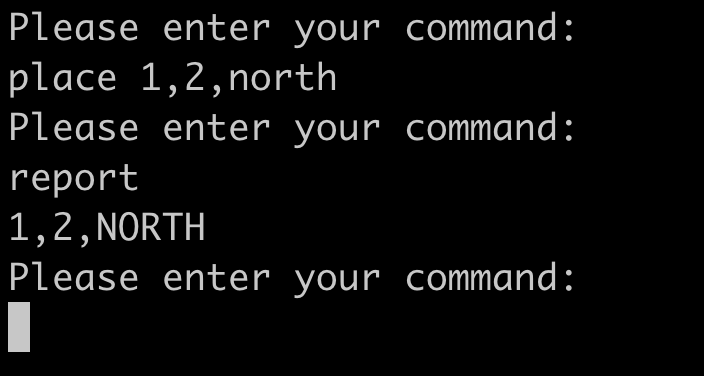 Please enter your command:
place 1,2,north
Please enter your command:
report
1,2,NORTH
Please enter your command: